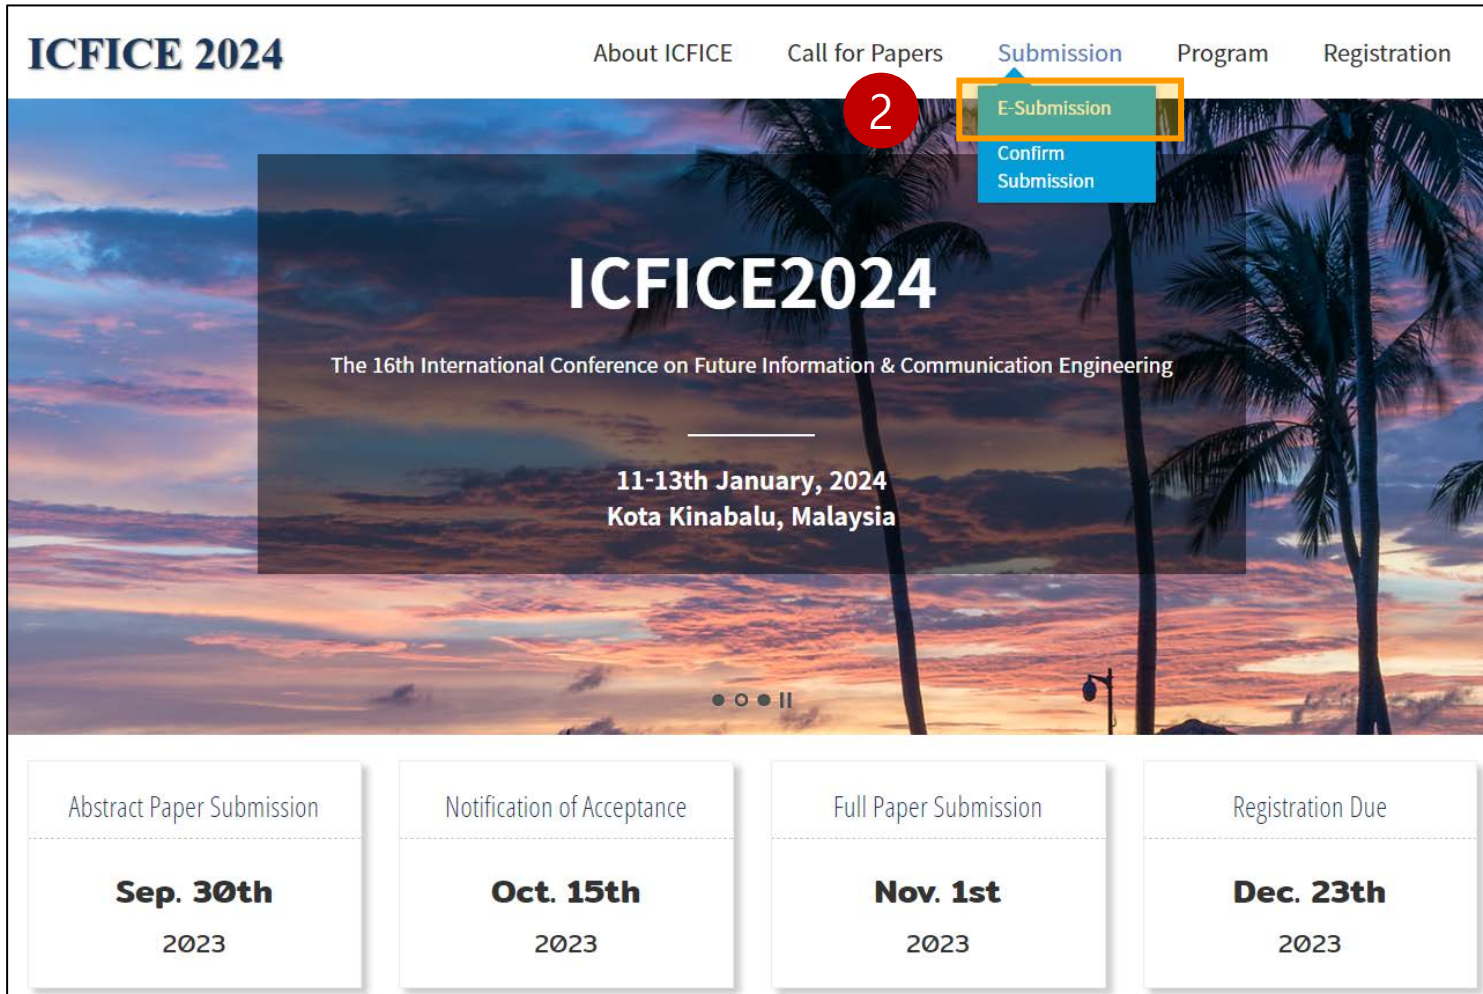 ICFICE 2024
About ICFICE Call for Papers Submission Program Registration
2
E-Submission
Confirm
Submission
ICFICE2024
The 16th International Conference on Future Information & Communication Engineering
11-13th January, 2024
Kota Kinabalu, Malaysia
Abstract Paper Submission
Sep. 30th
2023
Notification of Acceptance
Oct. 15th
2023
Full Paper Submission
Nov. 1st
2023
Registration Due
Dec. 23th
2023